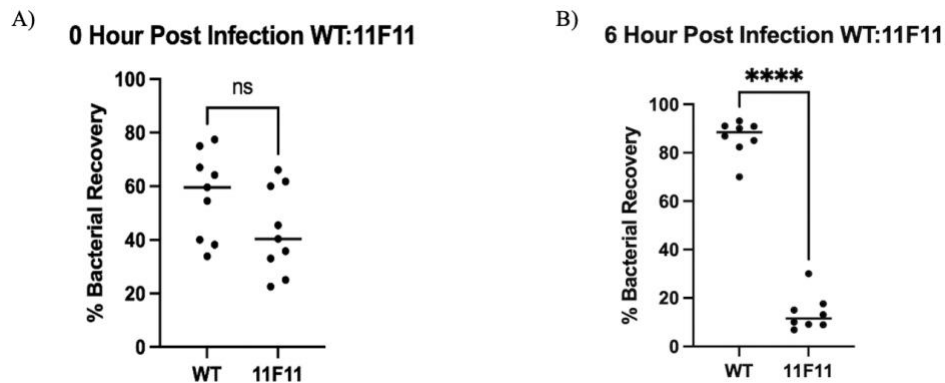 A)
0 Hour Post Infection WT:11F11
ns
% Bacterial Recovery
100
80
60
40
20
0
WT 11F11
B)
6 Hour Post Infection WT:11F11
****
% Bacterial Recovery
100
80
60
40
20
0
WT 11F11